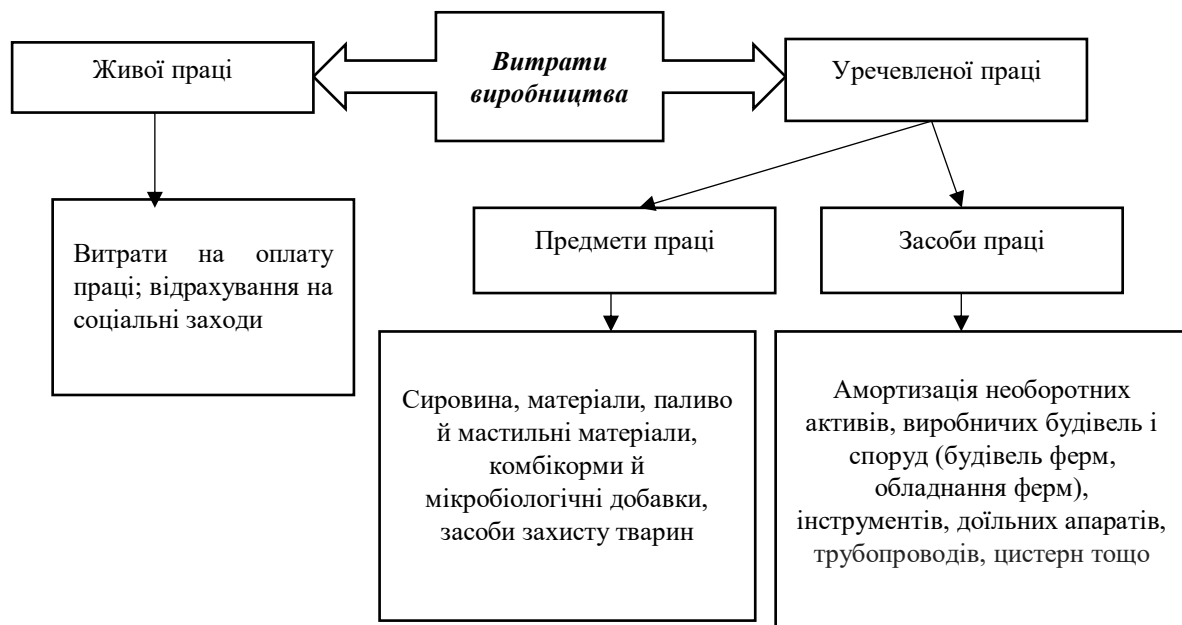 Живої праці
Витрати
виробництва
Уречевленої праці
Витрати на оплату
праці; відрахування на
соціальні заходи
Предмети праці
Засоби праці
Сировина, матеріали, паливо
й мастильні матеріали,
комбікорми й
мікробіологічні добавки,
засоби захисту тварин
Амортизація необоротних
активів, виробничих будівель і
споруд (будівель ферм,
обладнання ферм),
інструментів, доїльних апаратів,
трубопроводів, цистерн тощо